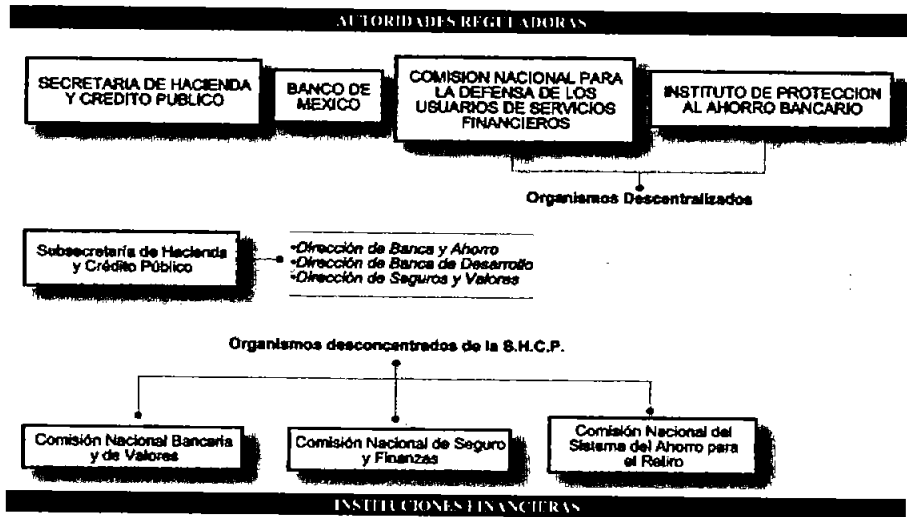 AUTORIDADES REGULADORAS
SECRETARIA DE HACIENDA
Y CREDITO PUBLICO
BANCO DE
MEXICO
COMISION NACIONAL PARA
LA DEFENSA DE LOS
USUARIOS DE SERVICIOS
FINANCIEROS
INSTITUTO DE PROTECCION
AL AHORRO BANCARIO
Organismos Descentralizados
Subsecretaría de Hacienda
y Crédito Público
•Dirección de Banca y Ahorro
•Dirección de Banca de Desarrollo
•Dirección de Seguros y Valores
Organismos desconcentrados de la S.H.C.P.
Comisión Nacional Bancaria
y de Valores
Comisión Nacional de Seguro
y Finanzas
Comisión Nacional del
Sistema del Ahorro para
el Retiro
INSTITUCIONES FINANCIERAS